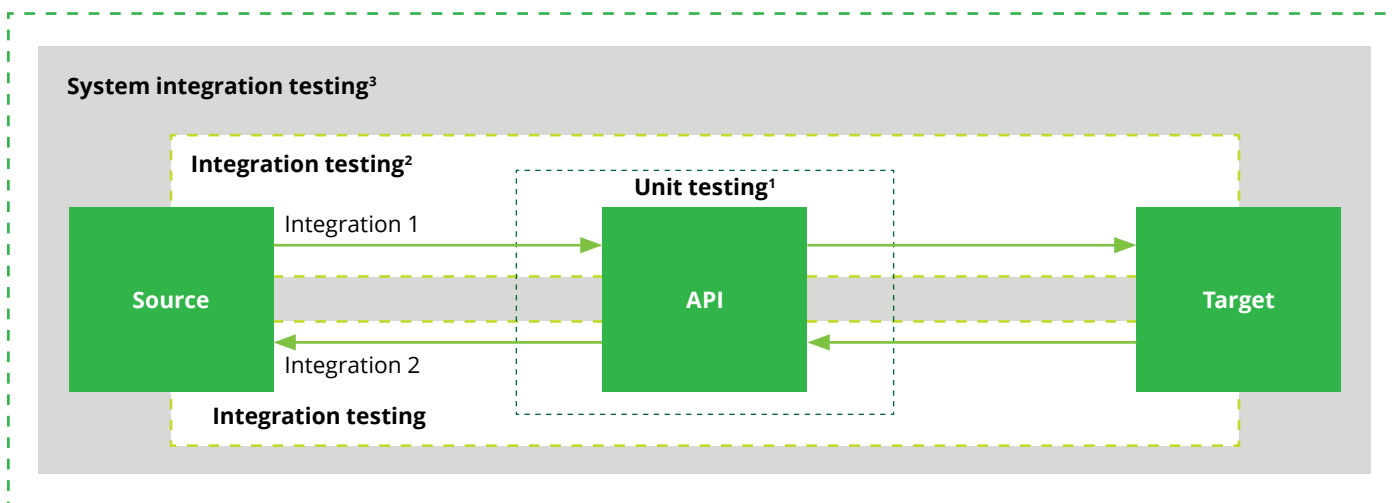 System integration testing³
Integration testing²
Unit testing¹
Integration 1
Source
API
Target
Integration 2
Integration testing